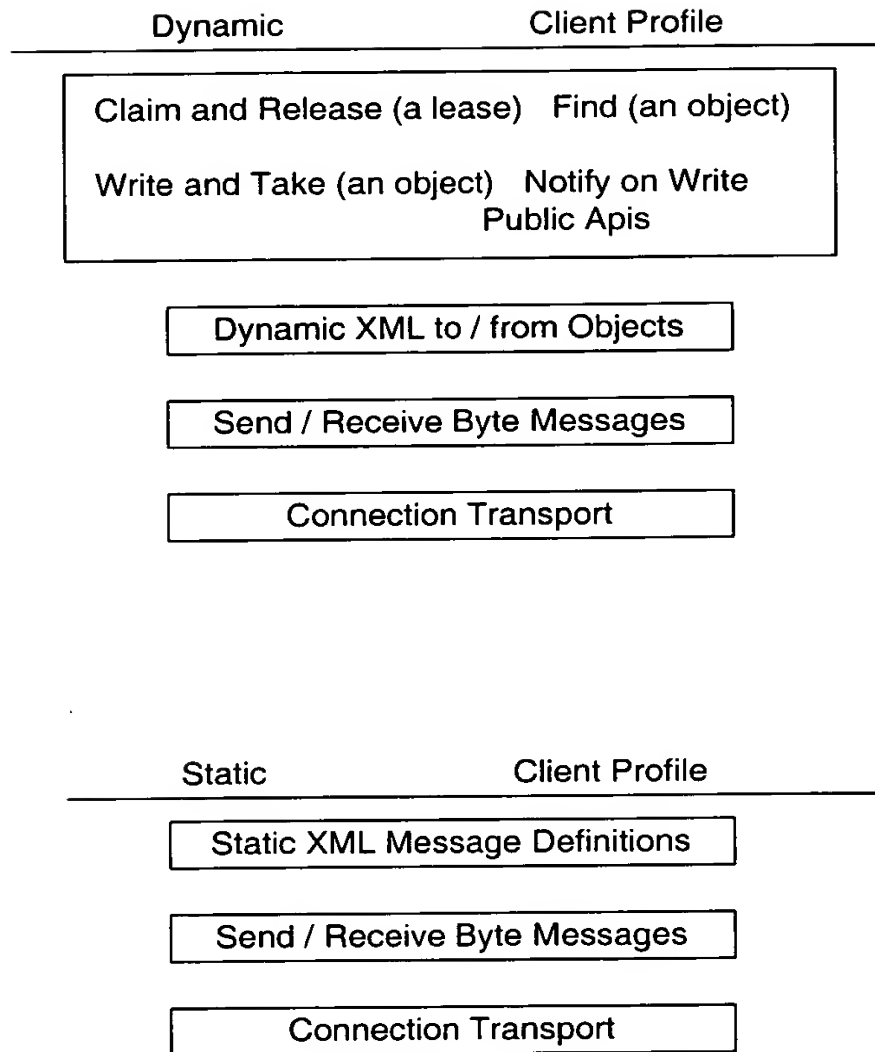 Dynamic Client Profile
Claim and Release (a lease) Find (an object)
Write and Take (an object) Notify on Write
Public Apis
Dynamic XML to / from Objects
Send / Receive Byte Messages
Connection Transport
Static Client Profile
Static XML Message Definitions
Send / Receive Byte Messages
Connection Transport